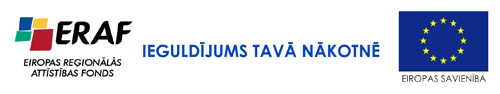 ERAF
EIROPAS REĢIONĀLĀS
ATTĪSTĪBAS FONDS
IEGULDĪJUMS TAVĀ NĀKOTNĒ
EIROPAS SAVIENĪBA